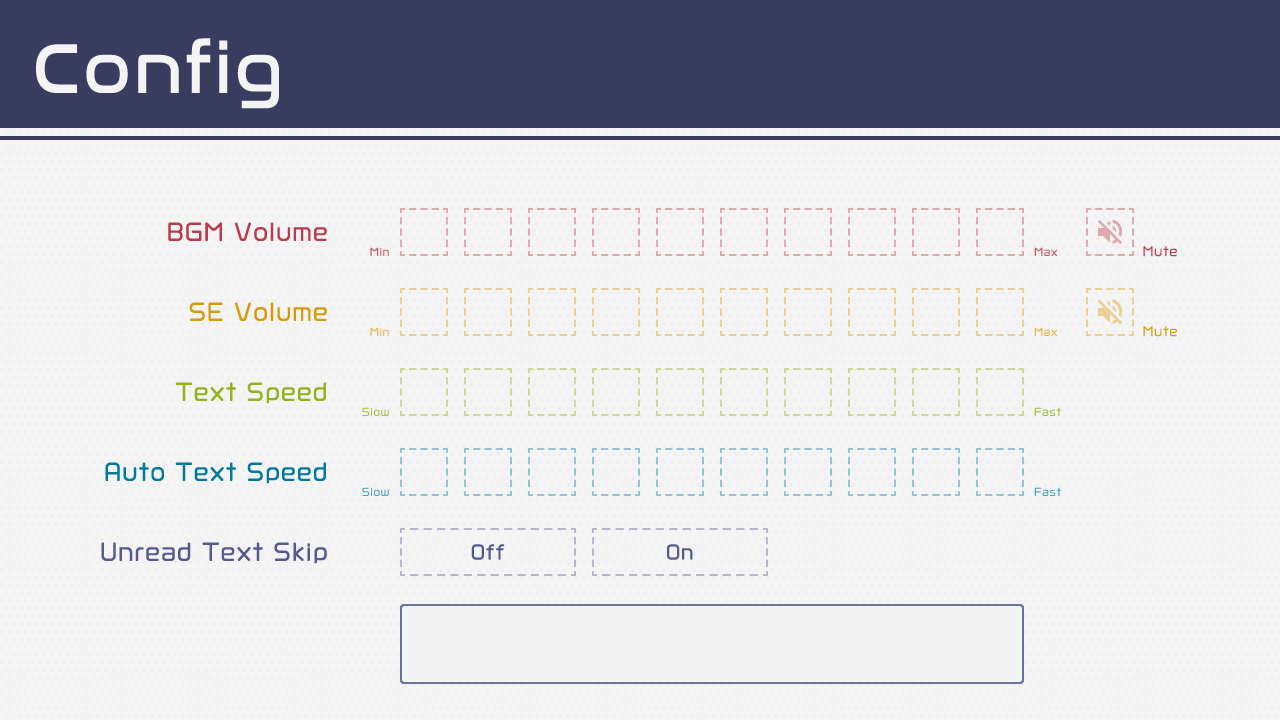 Config
BGM Volume
Min
Max
Mute
SE Volume
Min
Max
Mute
Text Speed
Slow
Fast
Auto Text Speed
Slow
Fast
Unread Text Skip
Off
On